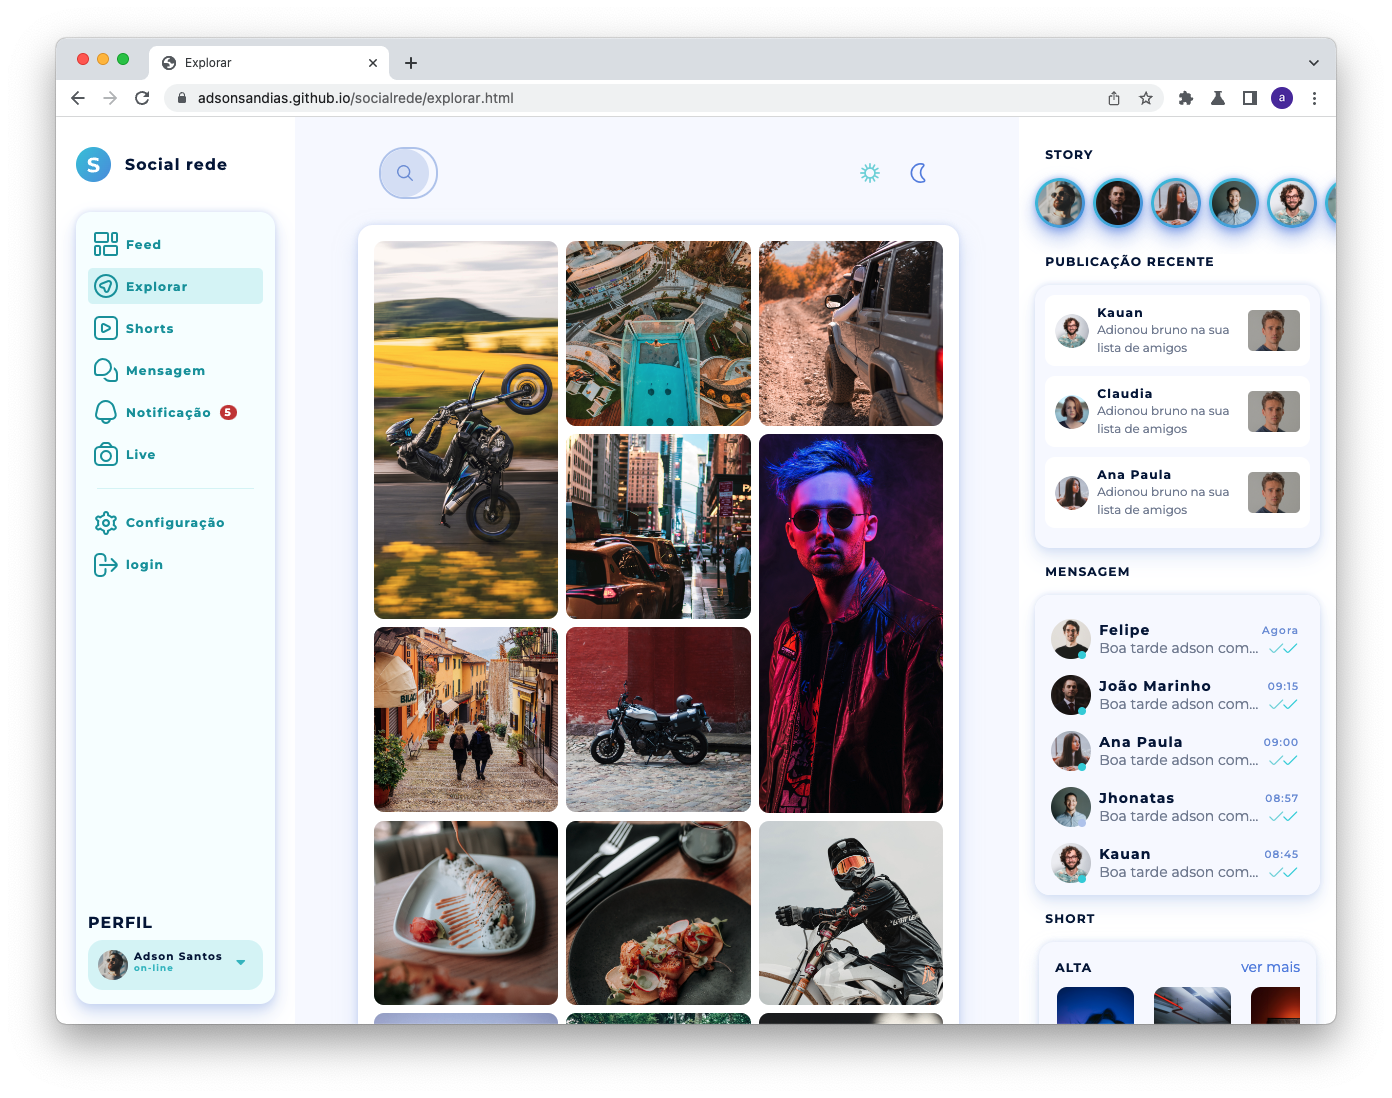 Explorar
adsonsandias.github.io/socialrede/explorar.html
a
S
Social rede
Feed
Explorar
Shorts
Mensagem
Notificação 5
Live
Configuração
login
PERFIL
Adson Santos
on-line
STORY
PUBLICAÇÃO RECENTE
Kauan
Adionou bruno na sua
lista de amigos
Claudia
Adionou bruno na sua
lista de amigos
Ana Paula
Adionou bruno na sua
lista de amigos
MENSAGEM
Felipe Agora
Boa tarde adson com...
João Marinho 09:15
Boa tarde adson com...
Ana Paula 09:00
Boa tarde adson com...
Jhonatas 08:57
Boa tarde adson com...
Kauan 08:45
Boa tarde adson com...
SHORT
ALTA ver mais